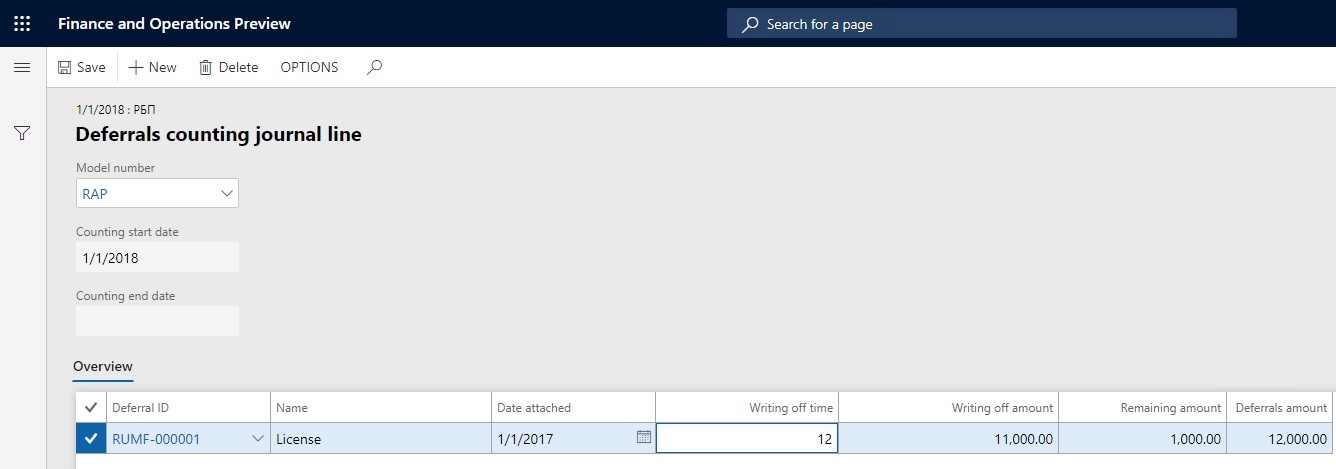 Finance and Operations Preview
Search for a page
Save New Delete OPTIONS
1/1/2018 : РБП
Deferrals counting journal line
Model number
RAP
Counting start date
1/1/2018
Counting end date
Overview
Deferral ID Name Date attached Writing off time Writing off amount Remaining amount Deferrals amount
RUMF-000001 License 1/1/2017 12 11,000.00 1,000.00 12,000.00